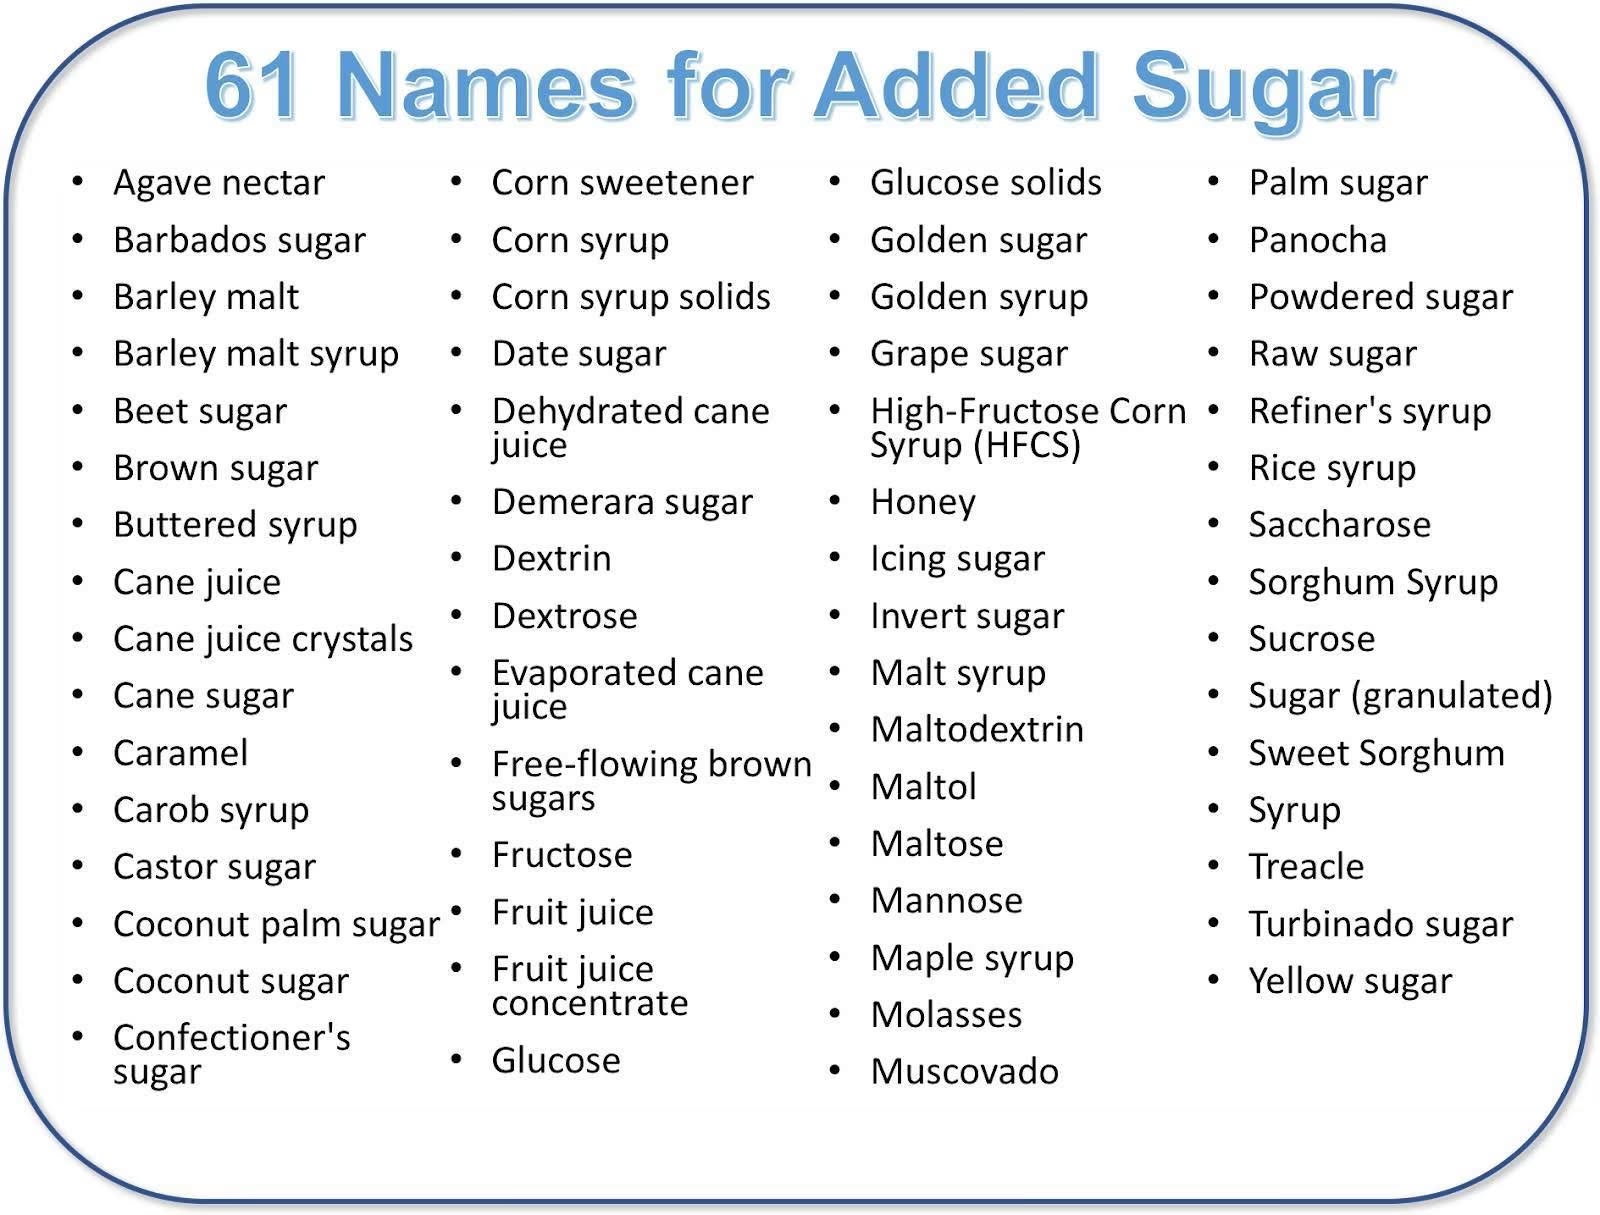 61 Names for Added Sugar
• Agave nectar
• Barbados sugar
• Barley malt
• Barley malt syrup
• Beet sugar
• Brown sugar
• Buttered syrup
• Cane juice
• Cane juice crystals
• Cane sugar
• Caramel
• Carob syrup
• Castor sugar
• Coconut palm sugar
• Coconut sugar
• Confectioner's
sugar
• Corn sweetener
• Corn syrup
• Corn syrup solids
• Date sugar
• Dehydrated cane
juice
• Demerara sugar
• Dextrin
• Dextrose
• Evaporated cane
juice
• Free-flowing brown
sugars
• Fructose
• Fruit juice
• Fruit juice
concentrate
• Glucose
• Glucose solids
• Golden sugar
• Golden syrup
• Grape sugar
• High-Fructose Corn
Syrup (HFCS)
• Honey
• Icing sugar
• Invert sugar
• Malt syrup
• Maltodextrin
• Maltol
• Maltose
• Mannose
• Maple syrup
• Molasses
• Muscovado
• Palm sugar
• Panocha
• Powdered sugar
• Raw sugar
• Refiner's syrup
• Rice syrup
• Saccharose
• Sorghum Syrup
• Sucrose
• Sugar (granulated)
• Sweet Sorghum
• Syrup
• Treacle
• Turbinado sugar
• Yellow sugar